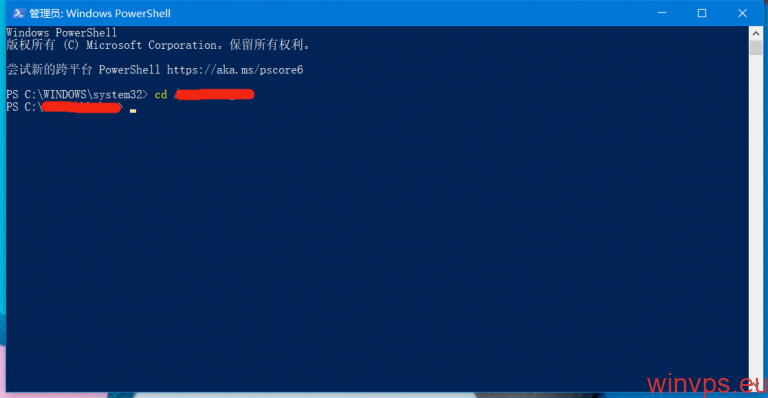 管理员: Windows PowerShell
Windows PowerShell
版权所有 (C) Microsoft Corporation。保留所有权利。
尝试新的跨平台 PowerShell https://aka.ms/pscore6
PS C:\WINDOWS\system32> cd /
PS C:\ >
winvps.eu